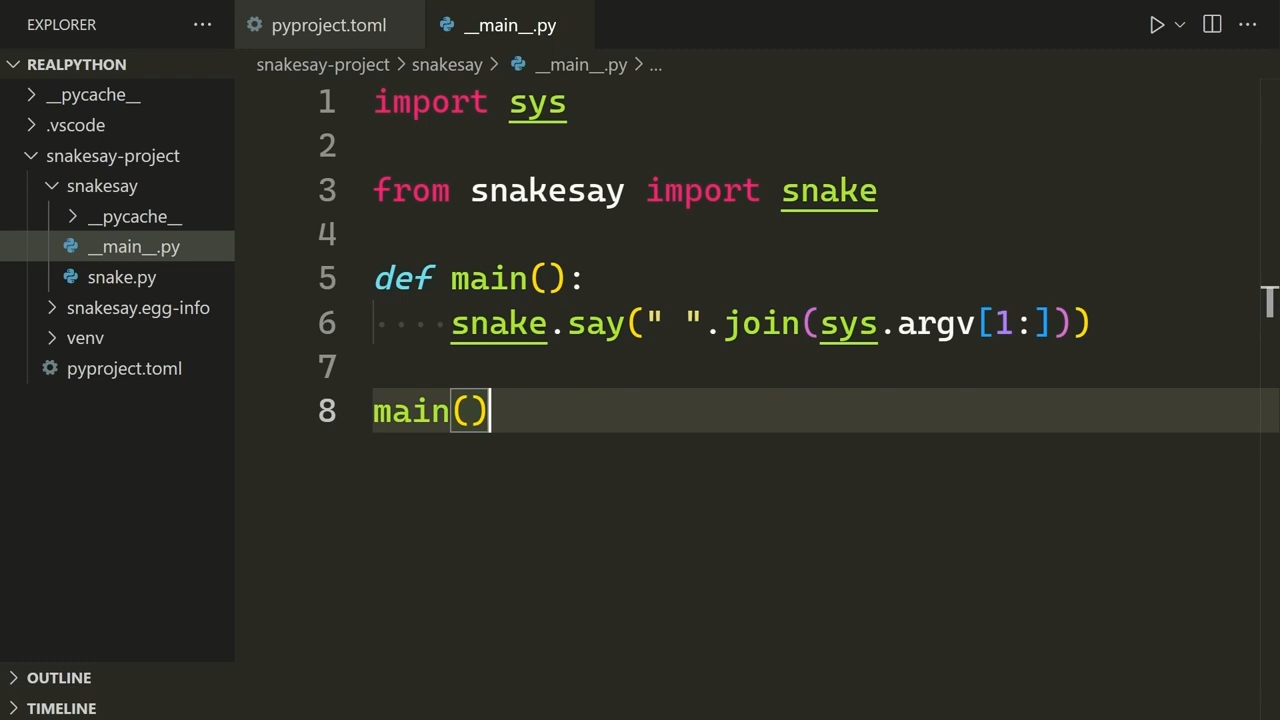 EXPLORER
pyproject.toml
__main__.py
REALPYTHON
snakesay-project > snakesay > __main__.py > ...
__pycache__
.vscode
snakesay-project
snakesay
__pycache__
__main__.py
snake.py
snakesay.egg-info
venv
pyproject.toml
OUTLINE
TIMELINE
1 import sys
2
3 from snakesay import snake
4
5 def main():
6 ····snake.say(" ".join(sys.argv[1:]))
7
8 main()
T